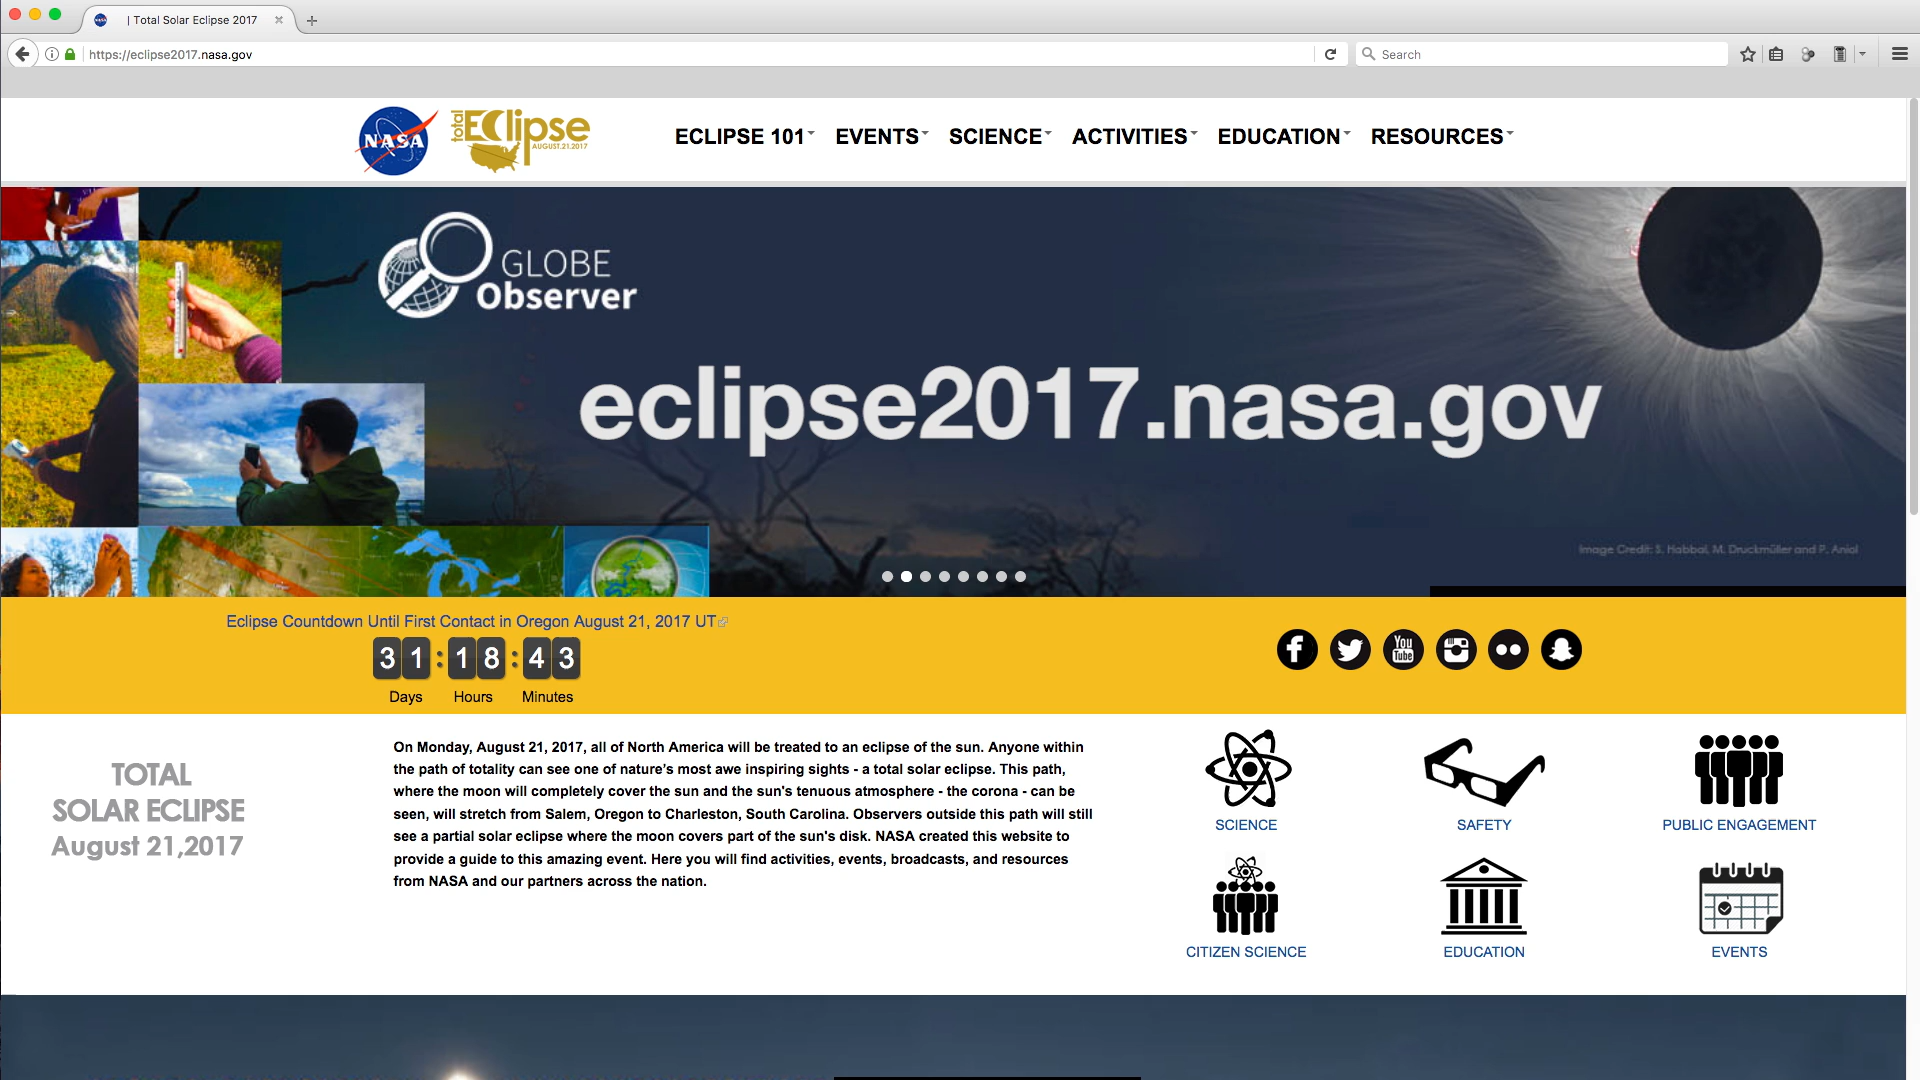 | Total Solar Eclipse 2017
https://eclipse2017.nasa.gov
Search
NASA
total Eclipse
AUGUST.21.2017
ECLIPSE 101
EVENTS
SCIENCE
ACTIVITIES
EDUCATION
RESOURCES
GLOBE
Observer
eclipse2017.nasa.gov
Image Credit: S. Habbal, M. Druckmüller and P. Aniol
Eclipse Countdown Until First Contact in Oregon August 21, 2017 UT
31:18:43
Days Hours Minutes
You
Tube
TOTAL
SOLAR ECLIPSE
August 21,2017
On Monday, August 21, 2017, all of North America will be treated to an eclipse of the sun. Anyone within
the path of totality can see one of nature's most awe inspiring sights - a total solar eclipse. This path,
where the moon will completely cover the sun and the sun's tenuous atmosphere - the corona - can be
seen, will stretch from Salem, Oregon to Charleston, South Carolina. Observers outside this path will still
see a partial solar eclipse where the moon covers part of the sun's disk. NASA created this website to
provide a guide to this amazing event. Here you will find activities, events, broadcasts, and resources
from NASA and our partners across the nation.
SCIENCE
SAFETY
PUBLIC ENGAGEMENT
CITIZEN SCIENCE
EDUCATION
EVENTS